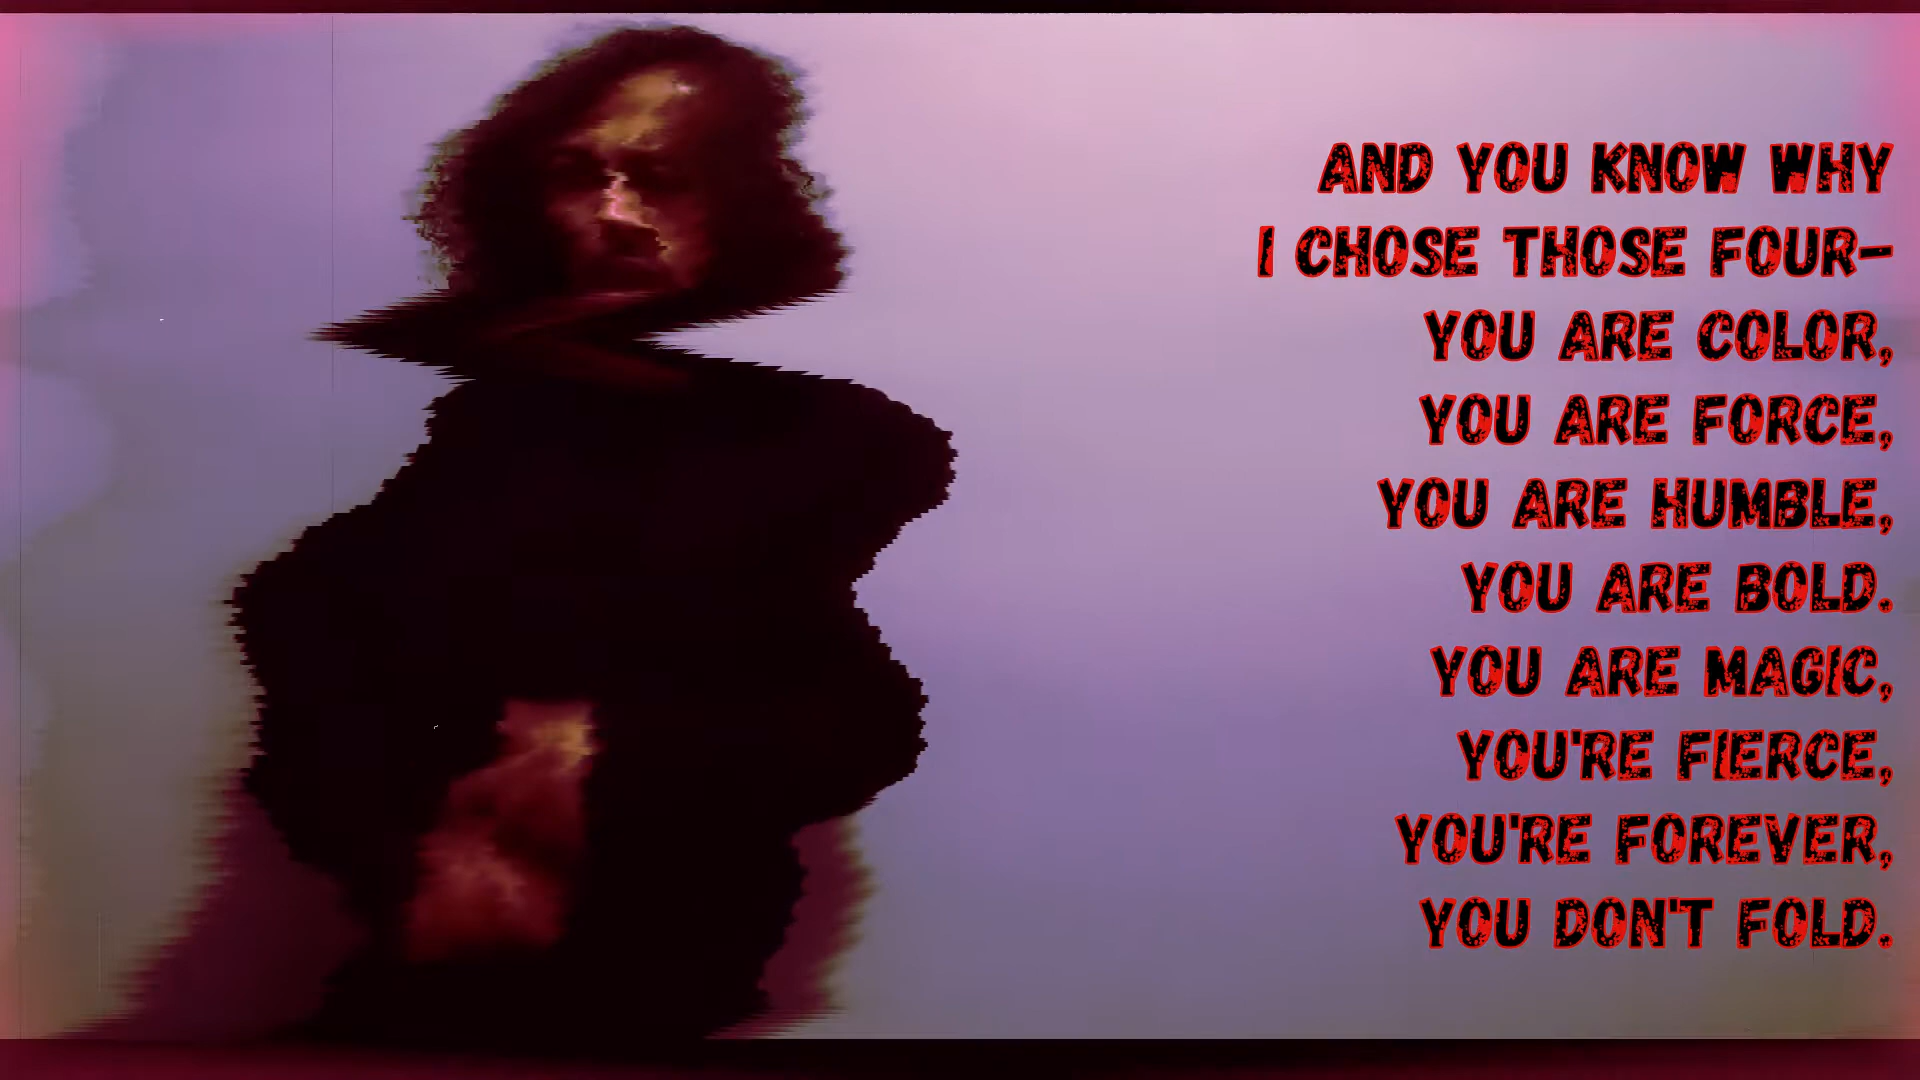 AND YOU KNOW WHY
I CHOSE THOSE FOUR-
YOU ARE COLOR,
YOU ARE FORCE,
YOU ARE HUMBLE,
YOU ARE BOLD.
YOU ARE MAGIC,
YOU'RE FIERCE,
YOU'RE FOREVER,
YOU DON'T FOLD.